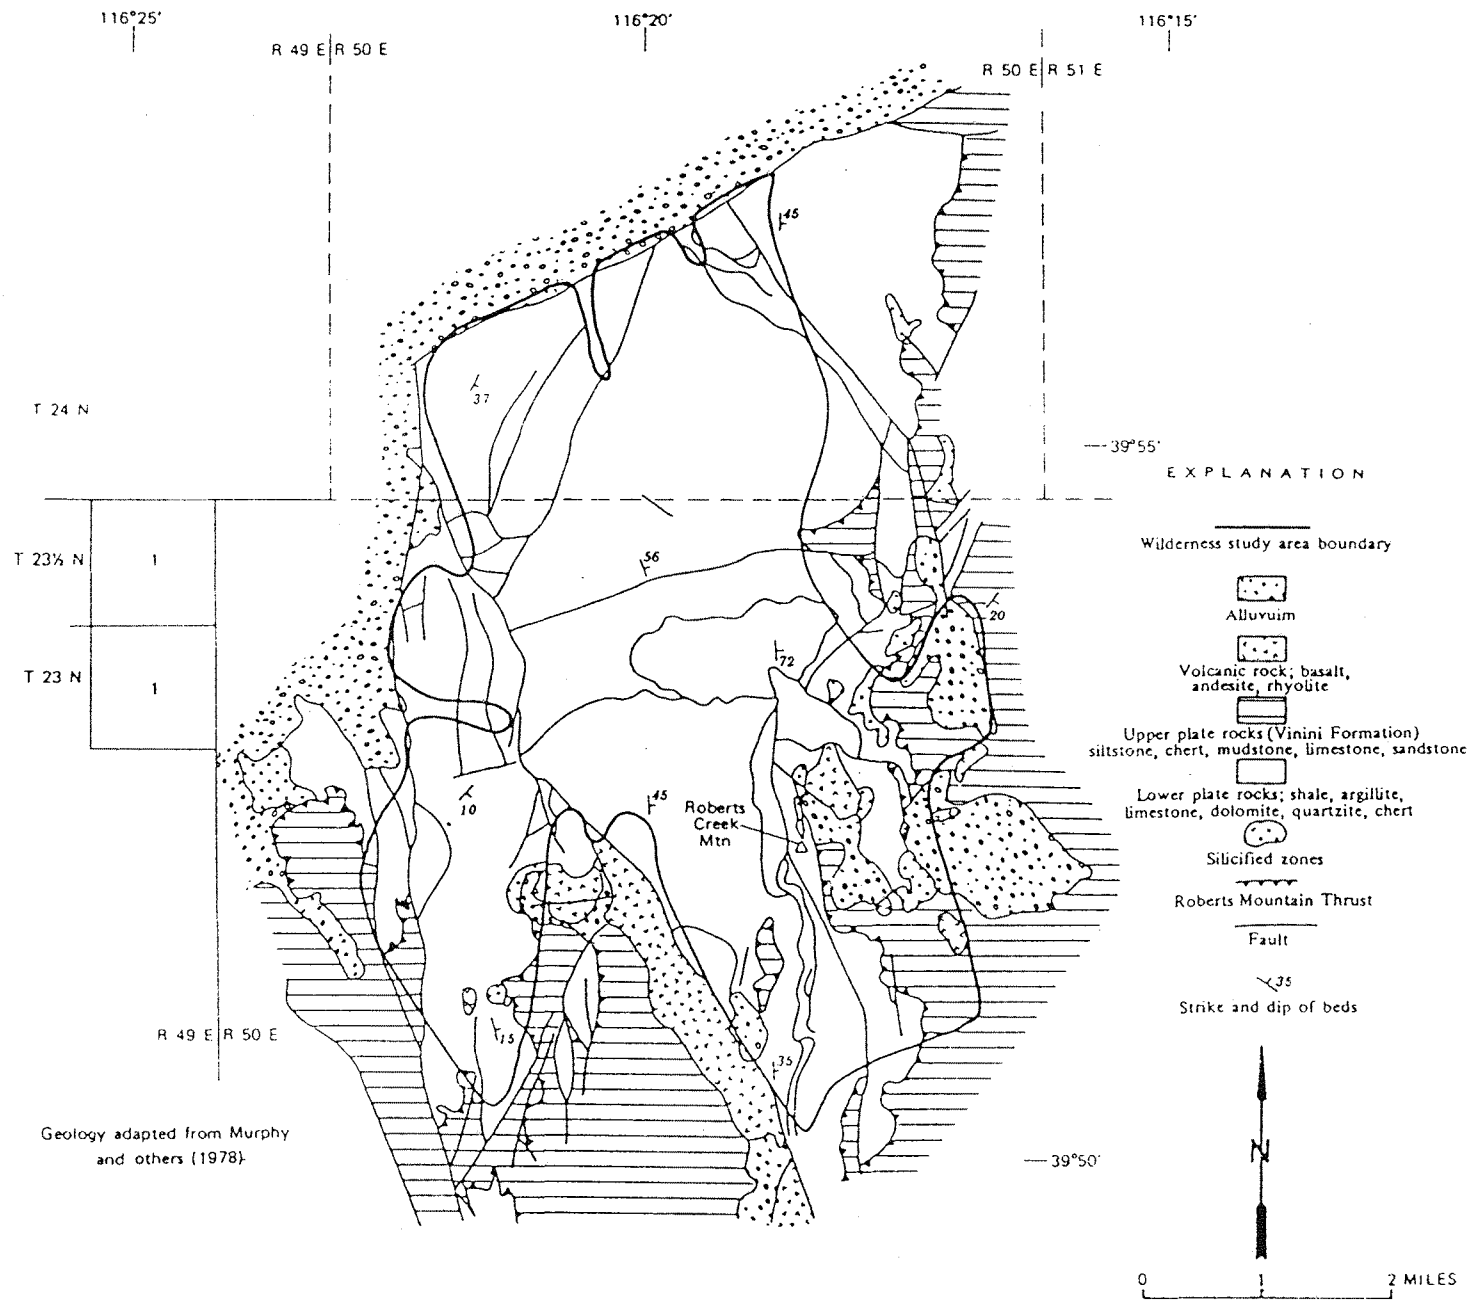 116°25'
116°20'
116°15'
R 49 E R 50 E
R 50 E R 51 E
45
37
T 24 N
39°55'
EXPLANATION
Wilderness study area boundary
T 23½ N
1
56
20
Alluvuim
T 23 N
1
72
Volcanic rock; basalt,
andesite, rhyolite
Upper plate rocks (Vinini Formation)
siltstone, chert, mudstone, limestone, sandstone
Lower plate rocks; shale, argillite,
limestone, dolomite, quartzite, chert
10
45
Roberts
Creek
Mtn
Silicified zones
Roberts Mountain Thrust
Fault
35
Strike and dip of beds
R 49 E R 50 E
15
35
Geology adapted from Murphy
and others (1978)
39°50'
N
0 1 2 MILES